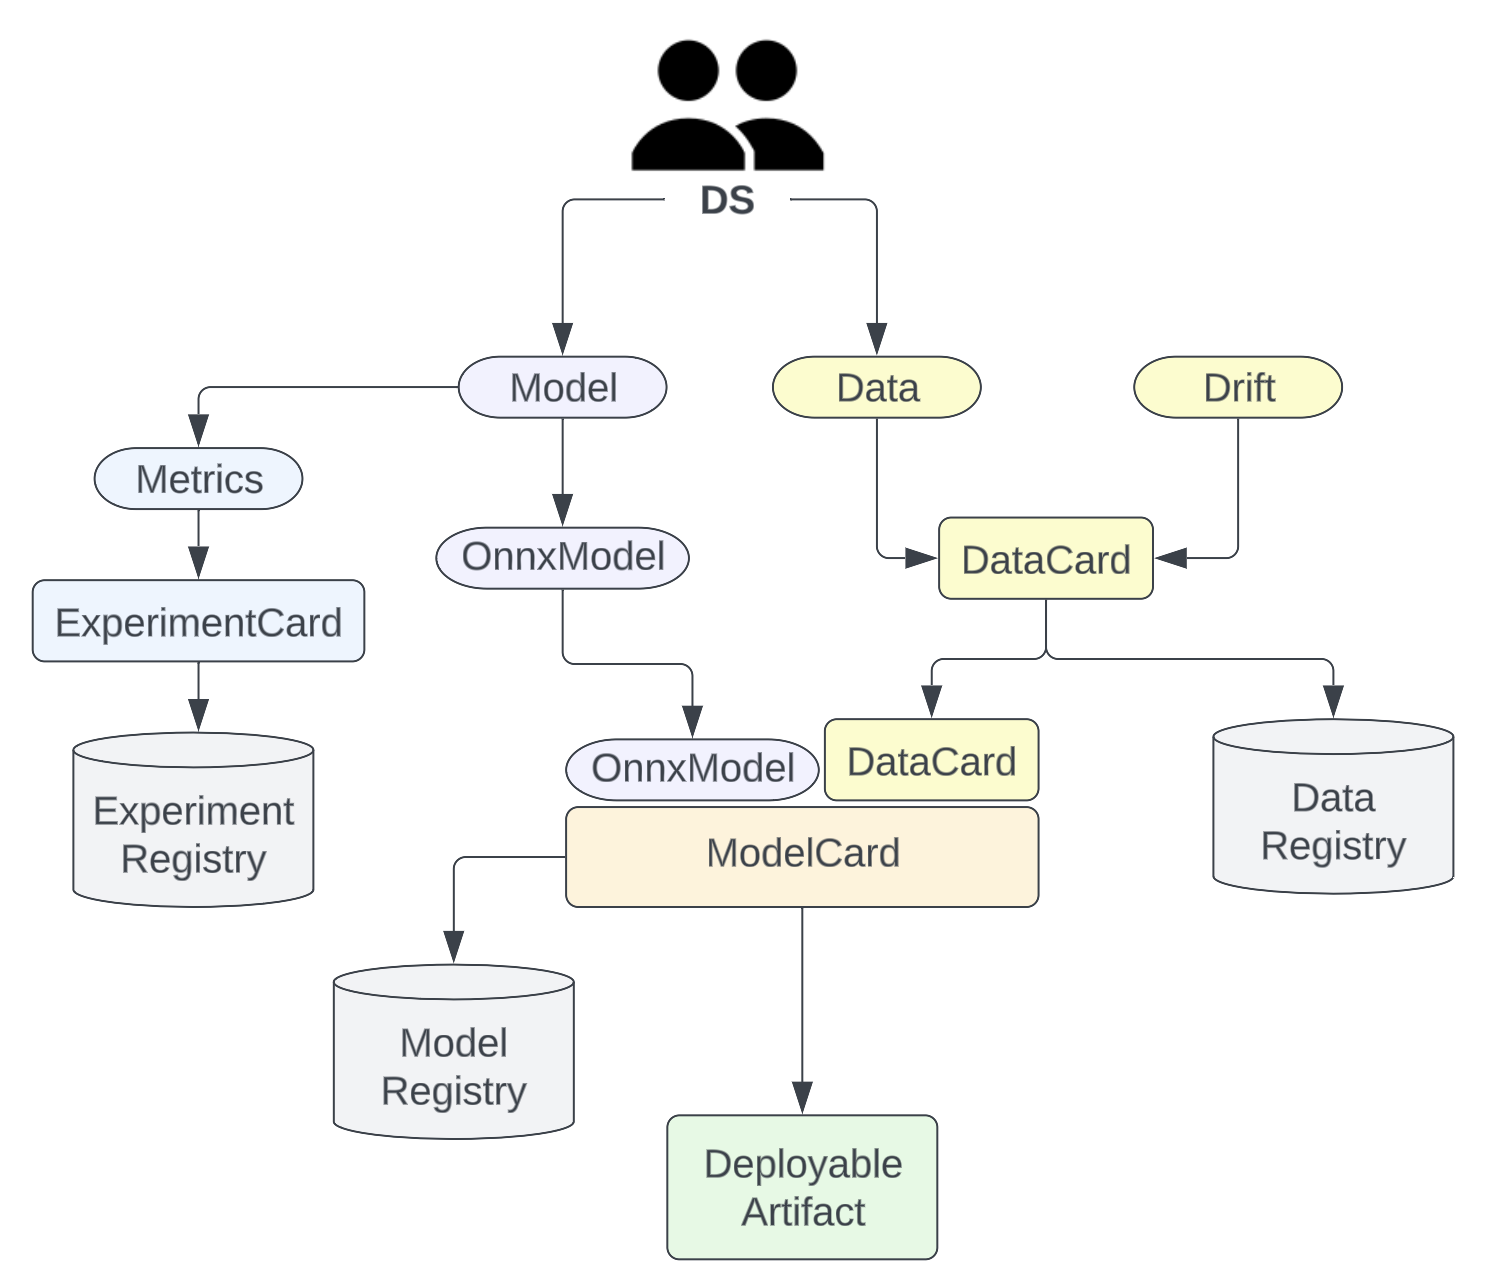 DS
Model
Data
Drift
Metrics
OnnxModel
DataCard
ExperimentCard
OnnxModel
DataCard
Experiment
Registry
Data
Registry
ModelCard
Model
Registry
Deployable
Artifact